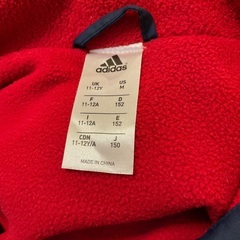 adidas
UK US
11-12Y M
F D
11-12A 152
I E
11-12A 152
CDN J
11-12Y/A 150
MADE IN CHINA